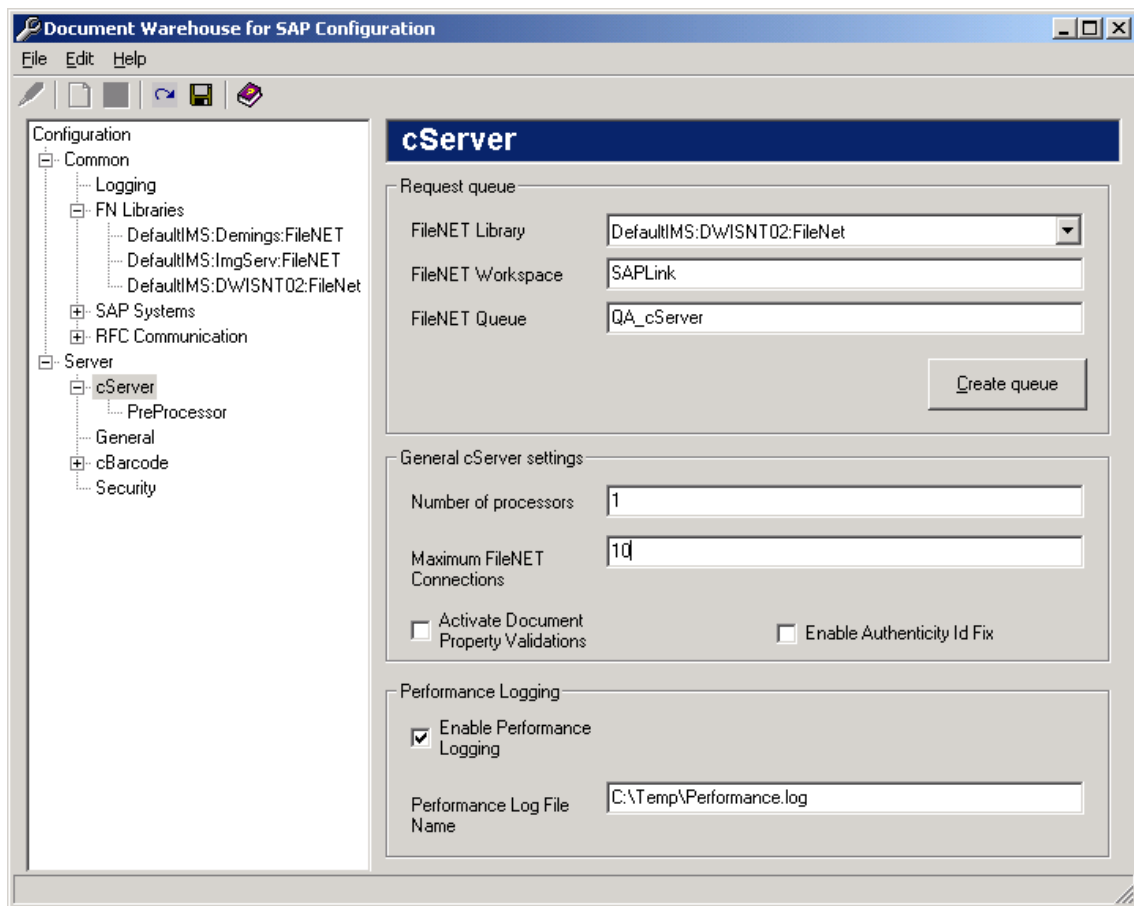 Document Warehouse for SAP Configuration
File Edit Help
Configuration
Common
Logging
FN Libraries
DefaultIMS:Demings:FileNET
DefaultIMS:ImgServ:FileNET
DefaultIMS:DWISNT02:FileNet
SAP Systems
RFC Communication
Server
cServer
PreProcessor
General
cBarcode
Security
cServer
Request queue
FileNET Library
DefaultIMS:DWISNT02:FileNet
FileNET Workspace
SAPLink
FileNET Queue
QA_cServer
Create queue
General cServer settings
Number of processors
1
Maximum FileNET
Connections
10
Activate Document
Property Validations
Enable Authenticity Id Fix
Performance Logging
Enable Performance
Logging
Performance Log File
Name
C:\Temp\Performance.log